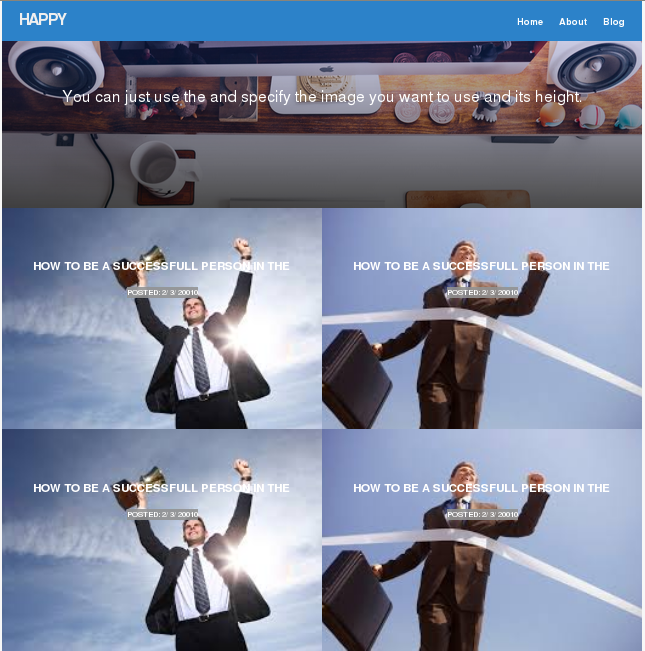 HAPPY
Home About Blog
You can just use the and specify the image you want to use and its height.
HOW TO BE A SUCCESSFULL PERSON IN THE
POSTED: 2/ 3/ 20010
HOW TO BE A SUCCESSFULL PERSON IN THE
POSTED: 2/ 3/ 20010
HOW TO BE A SUCCESSFULL PERSON IN THE
POSTED: 2/ 3/ 20010
HOW TO BE A SUCCESSFULL PERSON IN THE
POSTED: 2/ 3/ 20010